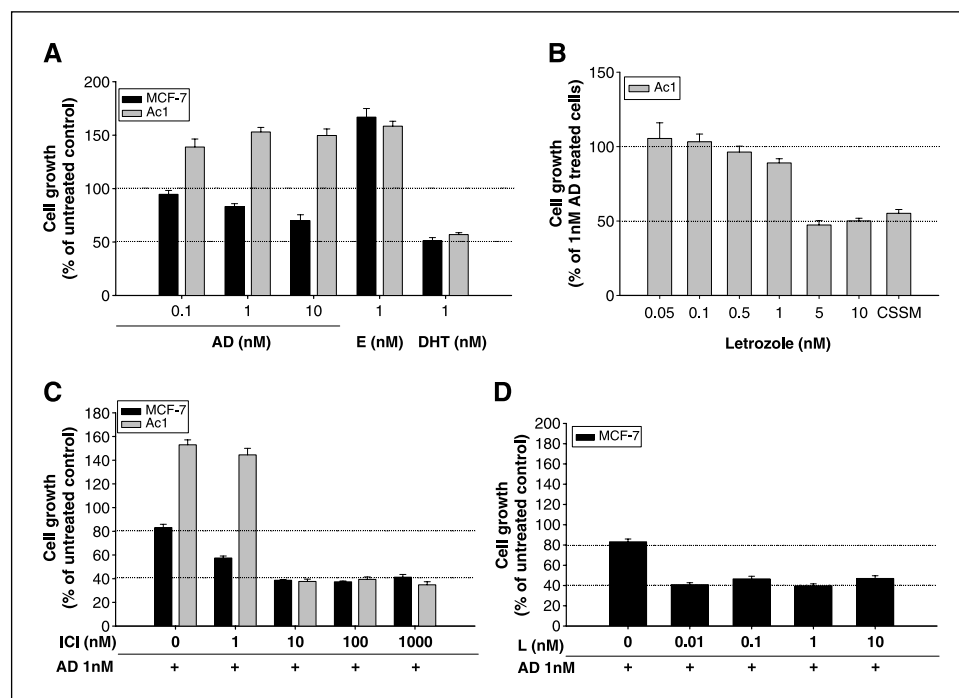 A
MCF-7
Ac1
Cell growth
(% of untreated control)
200
150
100
50
0
0.1 1 10 1 1
AD (nM) E (nM) DHT (nM)
B
Ac1
Cell growth
(% of 1nM AD treated cells)
150
100
50
0
0.05 0.1 0.5 1 5 10 CSSM
Letrozole (nM)
C
MCF-7
Ac1
Cell growth
(% of untreated control)
180
160
140
120
100
80
60
40
20
0
ICI (nM) 0 1 10 100 1000
AD 1nM + + + + +
D
MCF-7
Cell growth
(% of untreated control)
200
180
160
140
120
100
80
60
40
20
0
L (nM) 0 0.01 0.1 1 10
AD 1nM + + + + +